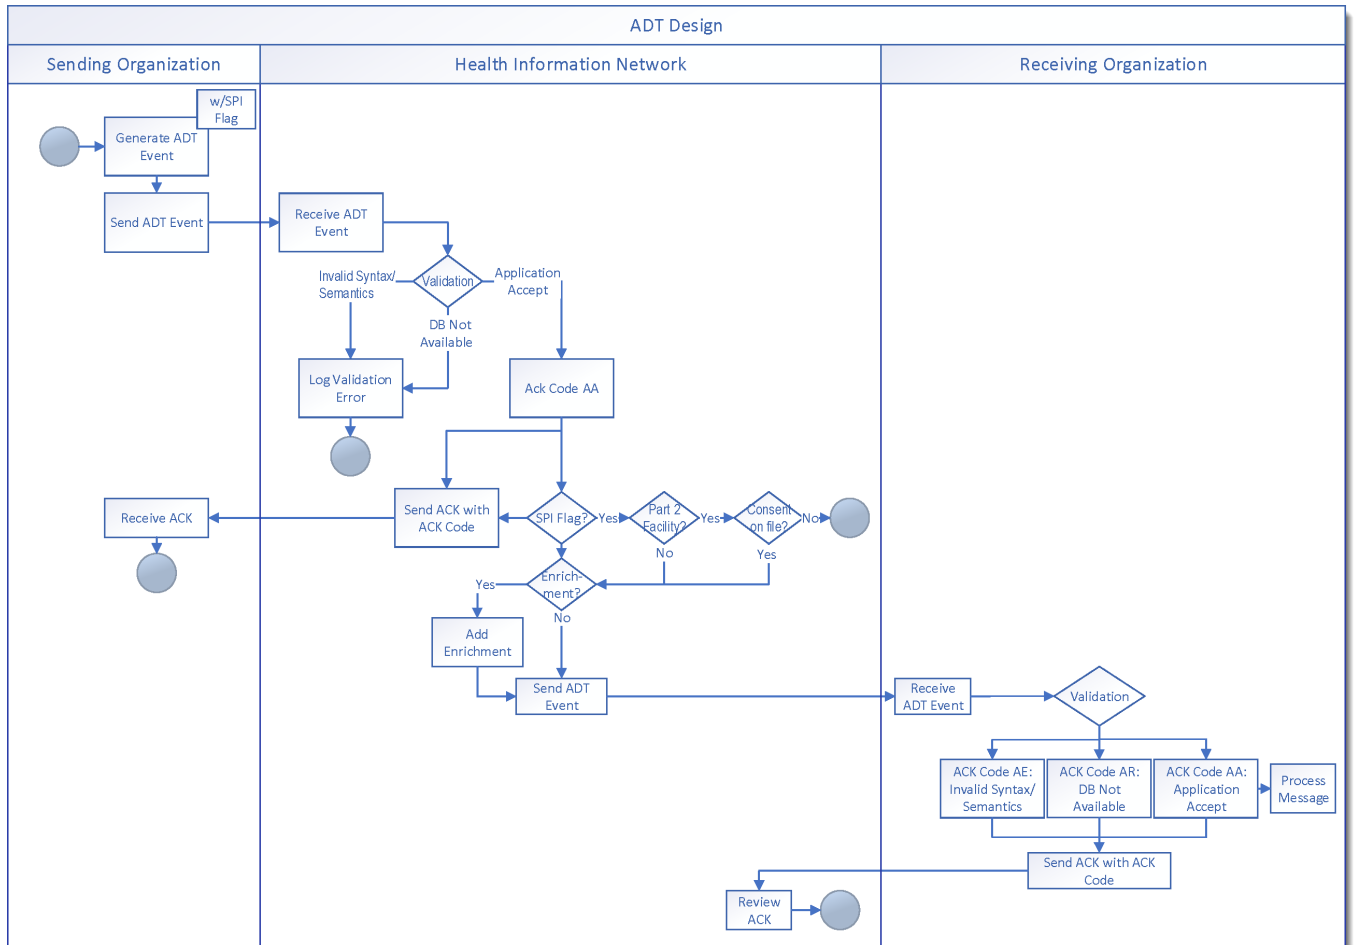 ADT Design
Sending Organization
Health Information Network
Receiving Organization
w/SPI
Flag
Generate ADT
Event
Send ADT Event
Receive ADT
Event
Validation
Invalid Syntax/
Semantics
Application
Accept
DB Not
Available
Log Validation
Error
Ack Code AA
Receive ACK
Send ACK with
ACK Code
SPI Flag?
Yes
Part 2
Facility?
Yes
Consent
on file?
No
No
Yes
Enrich-
ment?
Yes
No
Add
Enrichment
Send ADT
Event
Receive
ADT Event
Validation
ACK Code AE:
Invalid Syntax/
Semantics
ACK Code AR:
DB Not
Available
ACK Code AA:
Application
Accept
Process
Message
Send ACK with ACK
Code
Review
ACK